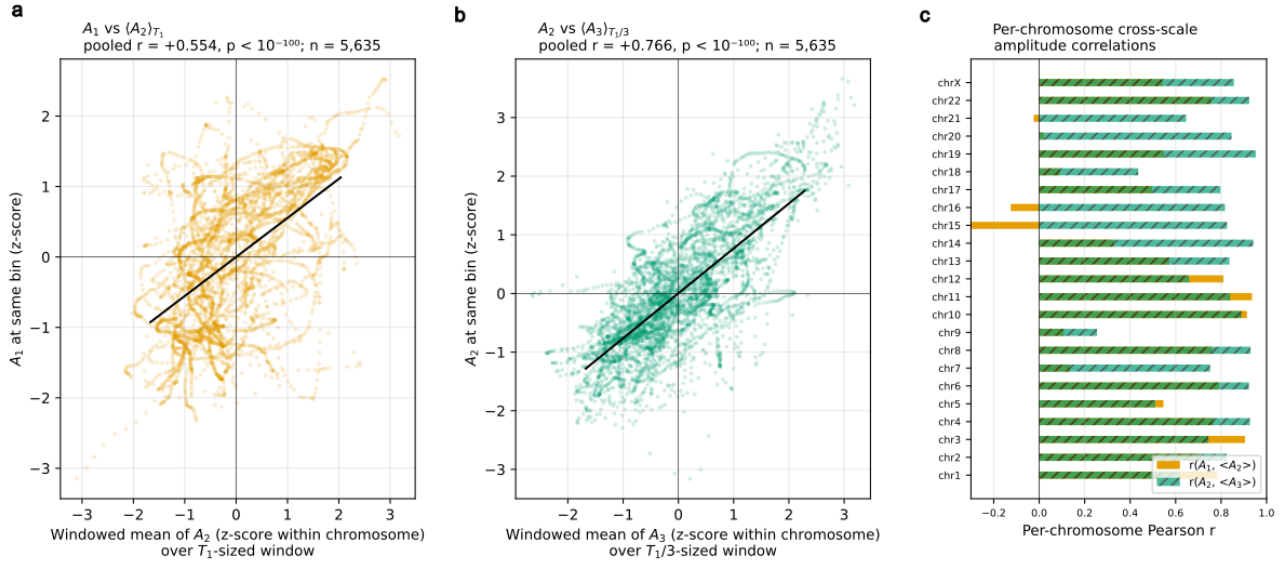 a
A₁ vs ⟨A₂⟩T₁
pooled r = +0.554, p < 10⁻¹⁰⁰; n = 5,635
A₁ at same bin (z-score)
2
1
0
−1
−2
−3
−3 −2 −1 0 1 2 3
Windowed mean of A₂ (z-score within chromosome)
over T₁-sized window
b
A₂ vs ⟨A₃⟩T₁/3
pooled r = +0.766, p < 10⁻¹⁰⁰; n = 5,635
A₂ at same bin (z-score)
3
2
1
0
−1
−2
−3
−2 −1 0 1 2 3
Windowed mean of A₃ (z-score within chromosome)
over T₁/3-sized window
c
Per-chromosome cross-scale
amplitude correlations
chrX
chr22
chr21
chr20
chr19
chr18
chr17
chr16
chr15
chr14
chr13
chr12
chr11
chr10
chr9
chr8
chr7
chr6
chr5
chr4
chr3
chr2
chr1
r(A₁, <A₂>)
r(A₂, <A₃>)
−0.2 0.0 0.2 0.4 0.6 0.8 1.0
Per-chromosome Pearson r